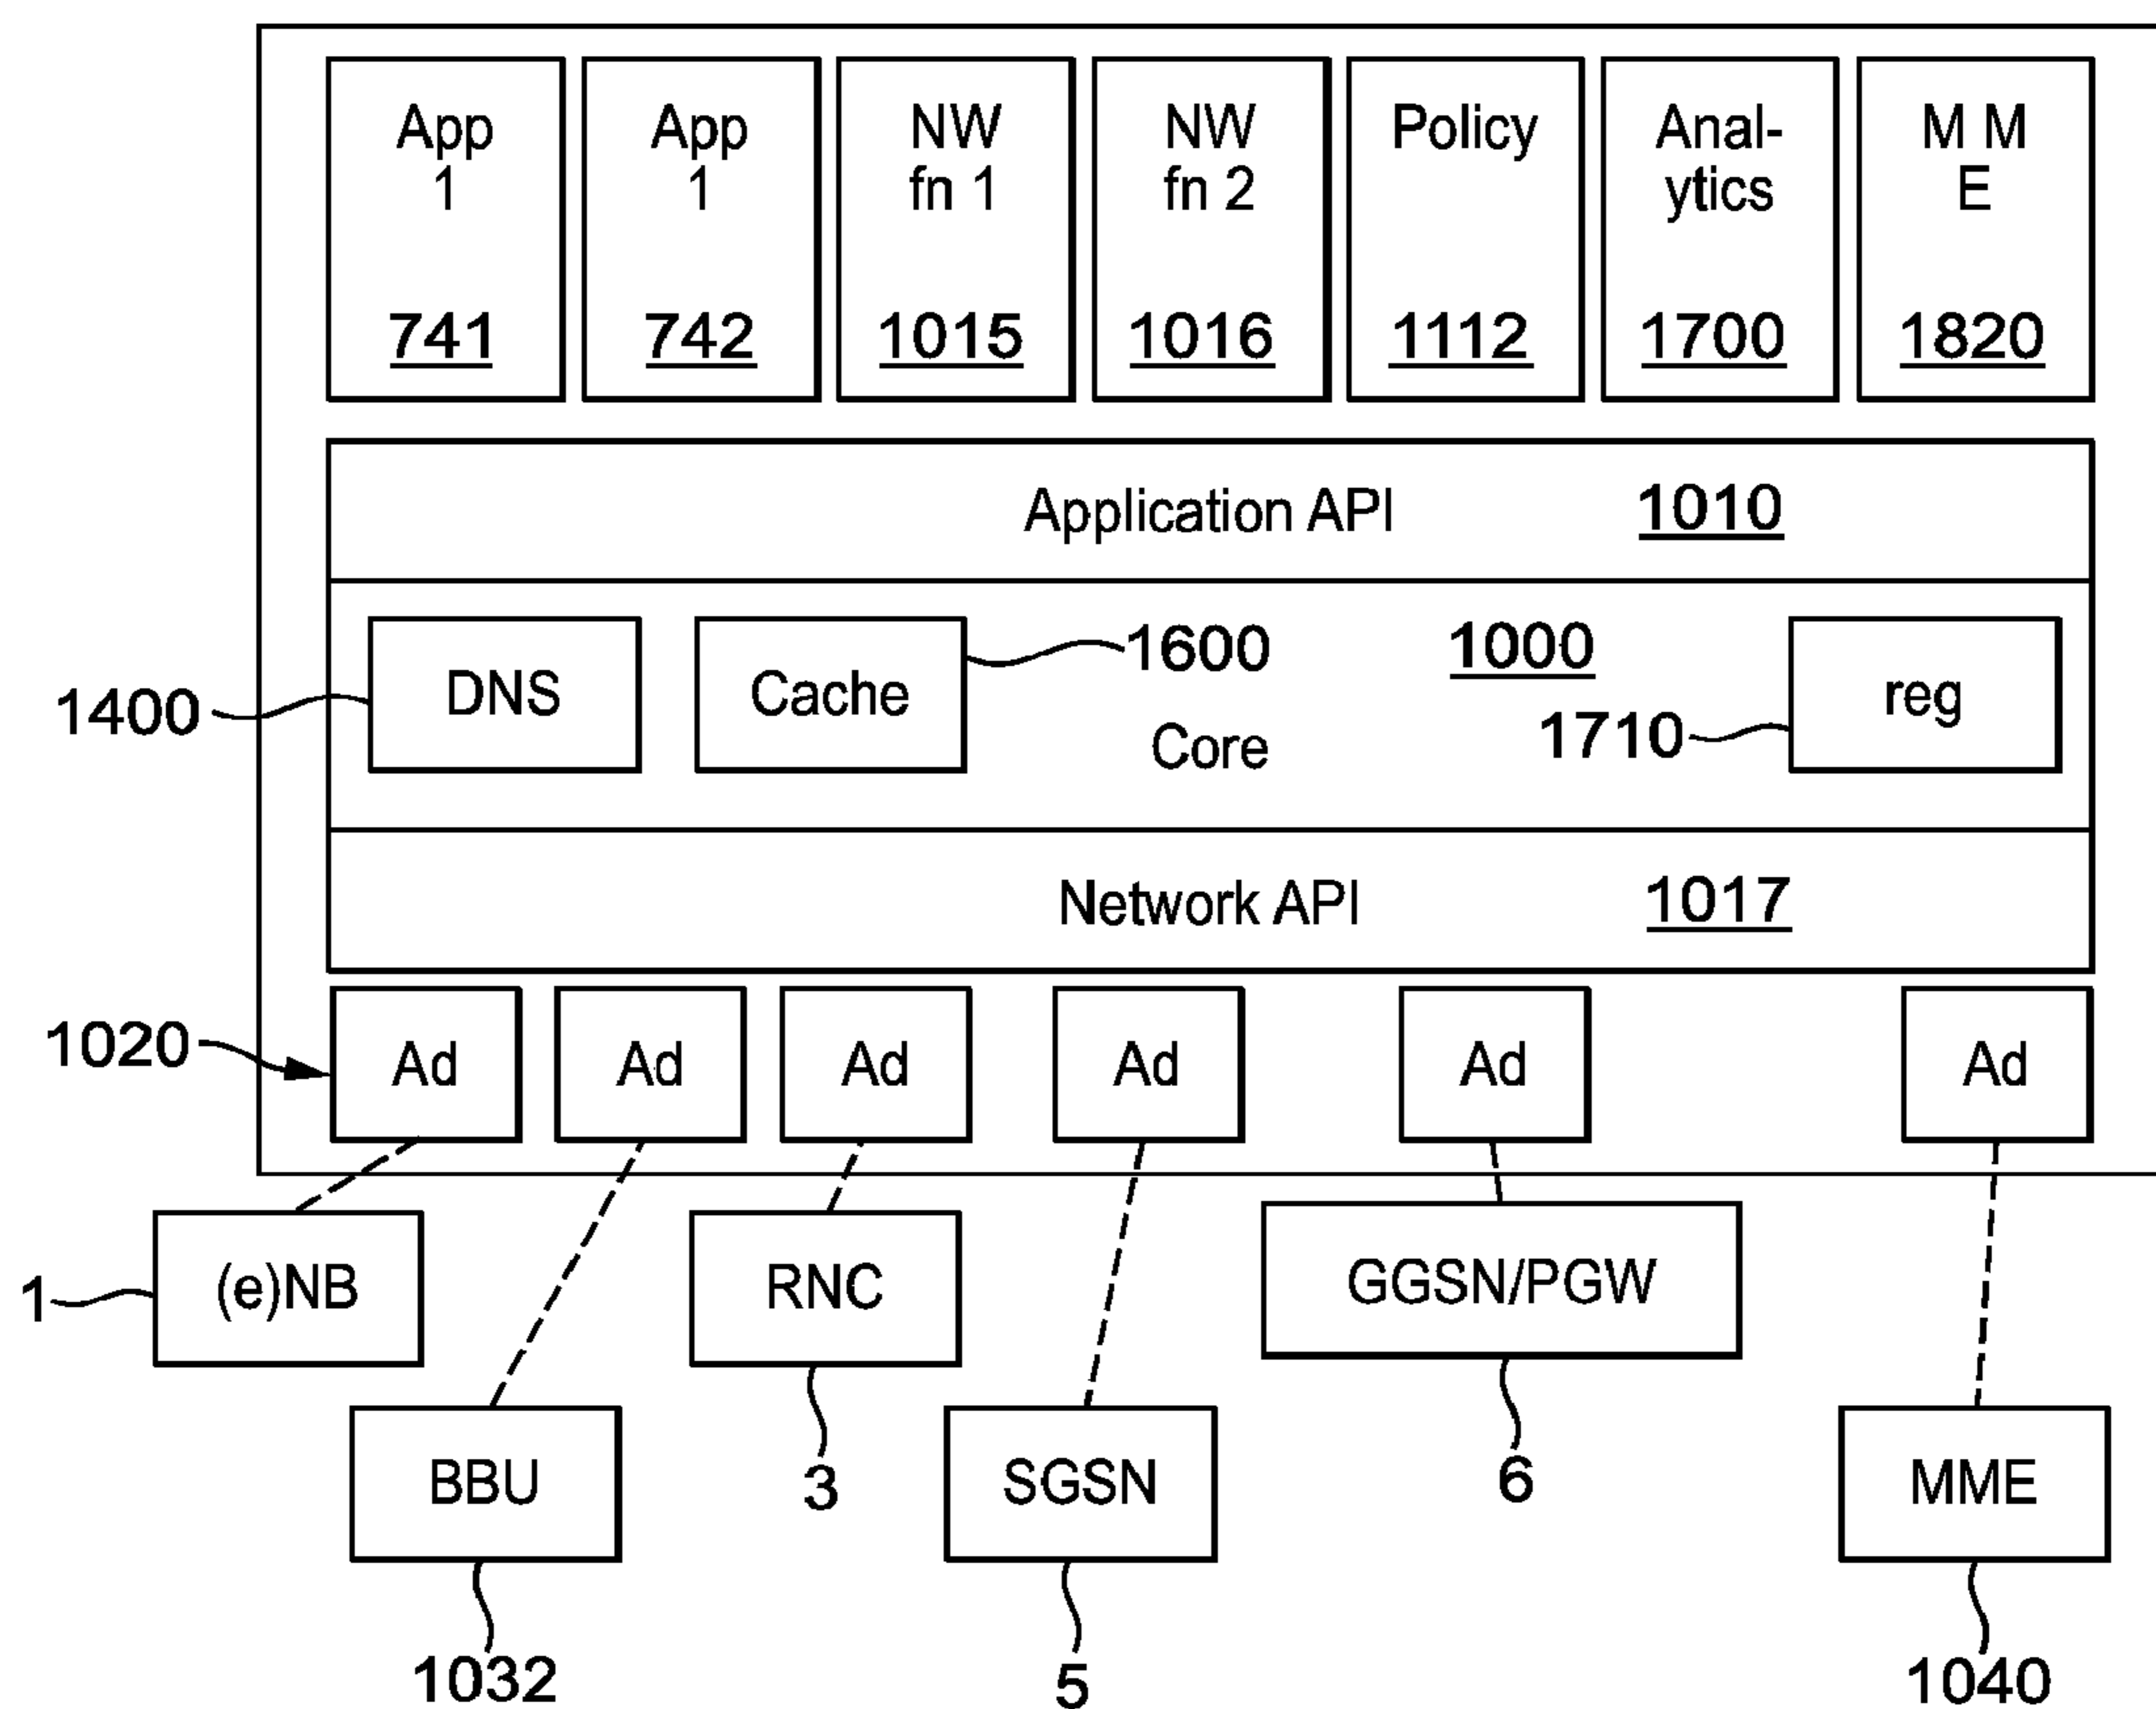 App
1
741
App
1
742
NW
fn 1
1015
NW
fn 2
1016
Policy
1112
Anal-
ytics
1700
M M
E
1820
Application API 1010
1400
DNS
Cache
1600
1000
Core
1710
reg
Network API 1017
1020
Ad
Ad
Ad
Ad
Ad
Ad
1
(e)NB
RNC
3
GGSN/PGW
6
BBU
1032
SGSN
5
MME
1040